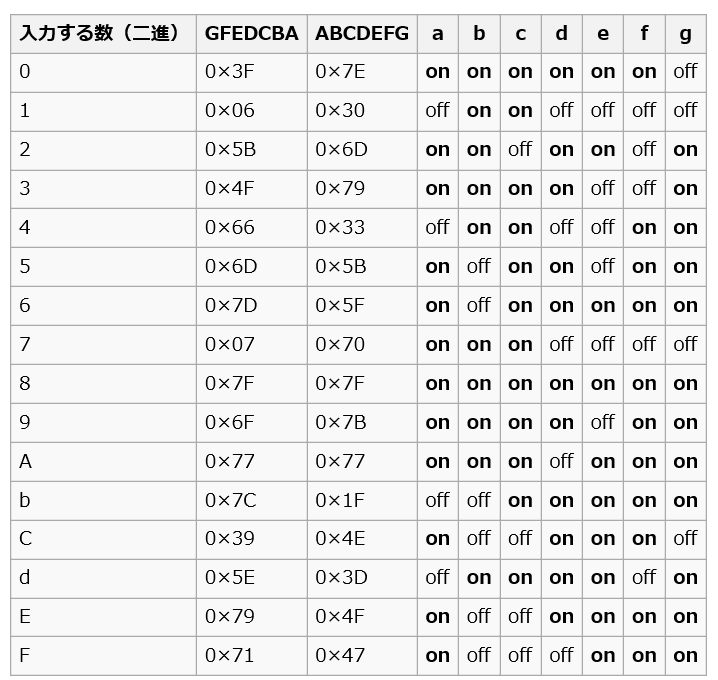 入力する数（二進） GFEDCBA ABCDEFG a b c d e f g
0 0×3F 0×7E on on on on on on off
1 0×06 0×30 off on on off off off off
2 0×5B 0×6D on on off on on off on
3 0×4F 0×79 on on on on off off on
4 0×66 0×33 off on on off off on on
5 0×6D 0×5B on off on on off on on
6 0×7D 0×5F on off on on on on on
7 0×07 0×70 on on on off off off off
8 0×7F 0×7F on on on on on on on
9 0×6F 0×7B on on on on off on on
A 0×77 0×77 on on on off on on on
b 0×7C 0×1F off off on on on on on
C 0×39 0×4E on off off on on on off
d 0×5E 0×3D off on on on on off on
E 0×79 0×4F on off off on on on on
F 0×71 0×47 on off off off on on on